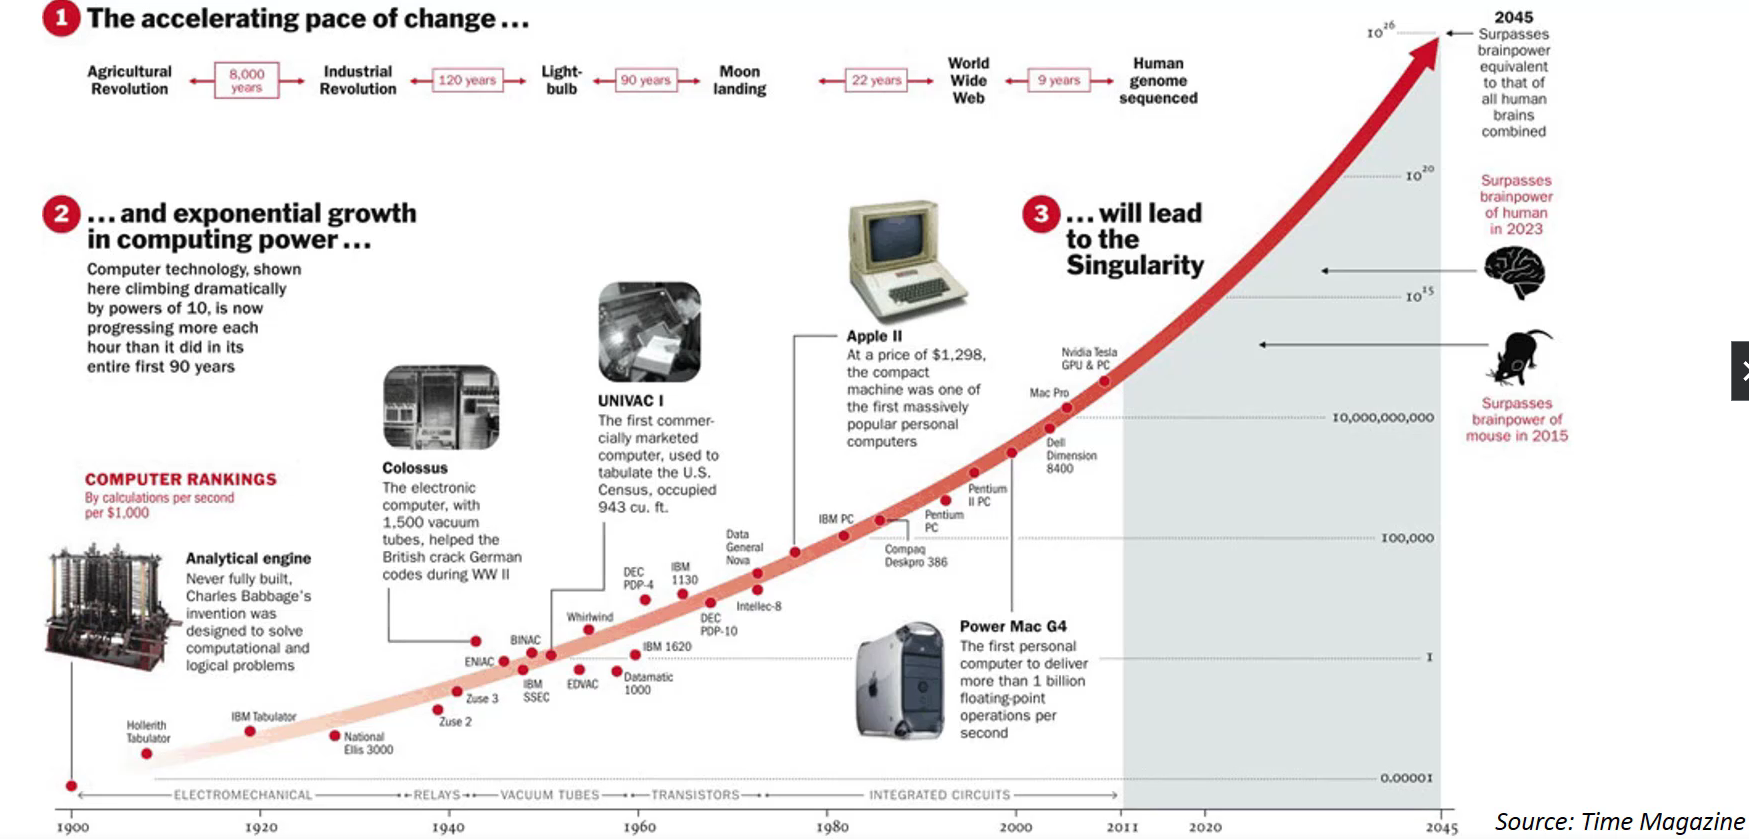 1 The accelerating pace of change ...
Agricultural
Revolution
8,000
years
Industrial
Revolution
120 years
Light-
bulb
90 years
Moon
landing
22 years
World
Wide
Web
9 years
Human
genome
sequenced
2 ... and exponential growth
in computing power ...
Computer technology, shown
here climbing dramatically
by powers of 10, is now
progressing more each
hour than it did in its
entire first 90 years
COMPUTER RANKINGS
By calculations per second
per $1,000
Analytical engine
Never fully built,
Charles Babbage's
invention was
designed to solve
computational and
logical problems
Colossus
The electronic
computer, with
1,500 vacuum
tubes, helped the
British crack German
codes during WW II
UNIVAC I
The first commer-
cially marketed
computer, used to
tabulate the U.S.
Census, occupied
943 cu. ft.
Apple II
At a price of $1,298,
the compact
machine was one of
the first massively
popular personal
computers
Power Mac G4
The first personal
computer to deliver
more than 1 billion
floating-point
operations per
second
3 ... will lead
to the
Singularity
Hollerith
Tabulator
IBM Tabulator
National
Ellis 3000
Zuse 2
Zuse 3
ENIAC
BINAC
IBM
SSEC
Whirlwind
EDVAC
Datamatic
1000
IBM 1620
DEC
PDP-4
IBM
1130
DEC
PDP-10
Data
General
Nova
Intellec-8
IBM PC
Compaq
Deskpro 386
Pentium
PC
Pentium
II PC
Dell
Dimension
8400
Mac Pro
Nvidia Tesla
GPU & PC
2045
Surpasses
brainpower
equivalent
to that of
all human
brains
combined
Surpasses
brainpower
of human
in 2023
Surpasses
brainpower of
mouse in 2015
10²⁶
10²⁰
10¹⁵
10,000,000,000
100,000
1
0.00001
ELECTROMECHANICAL
RELAYS
VACUUM TUBES
TRANSISTORS
INTEGRATED CIRCUITS
1900 1920 1940 1960 1980 2000 2011 2020 2045
Source: Time Magazine